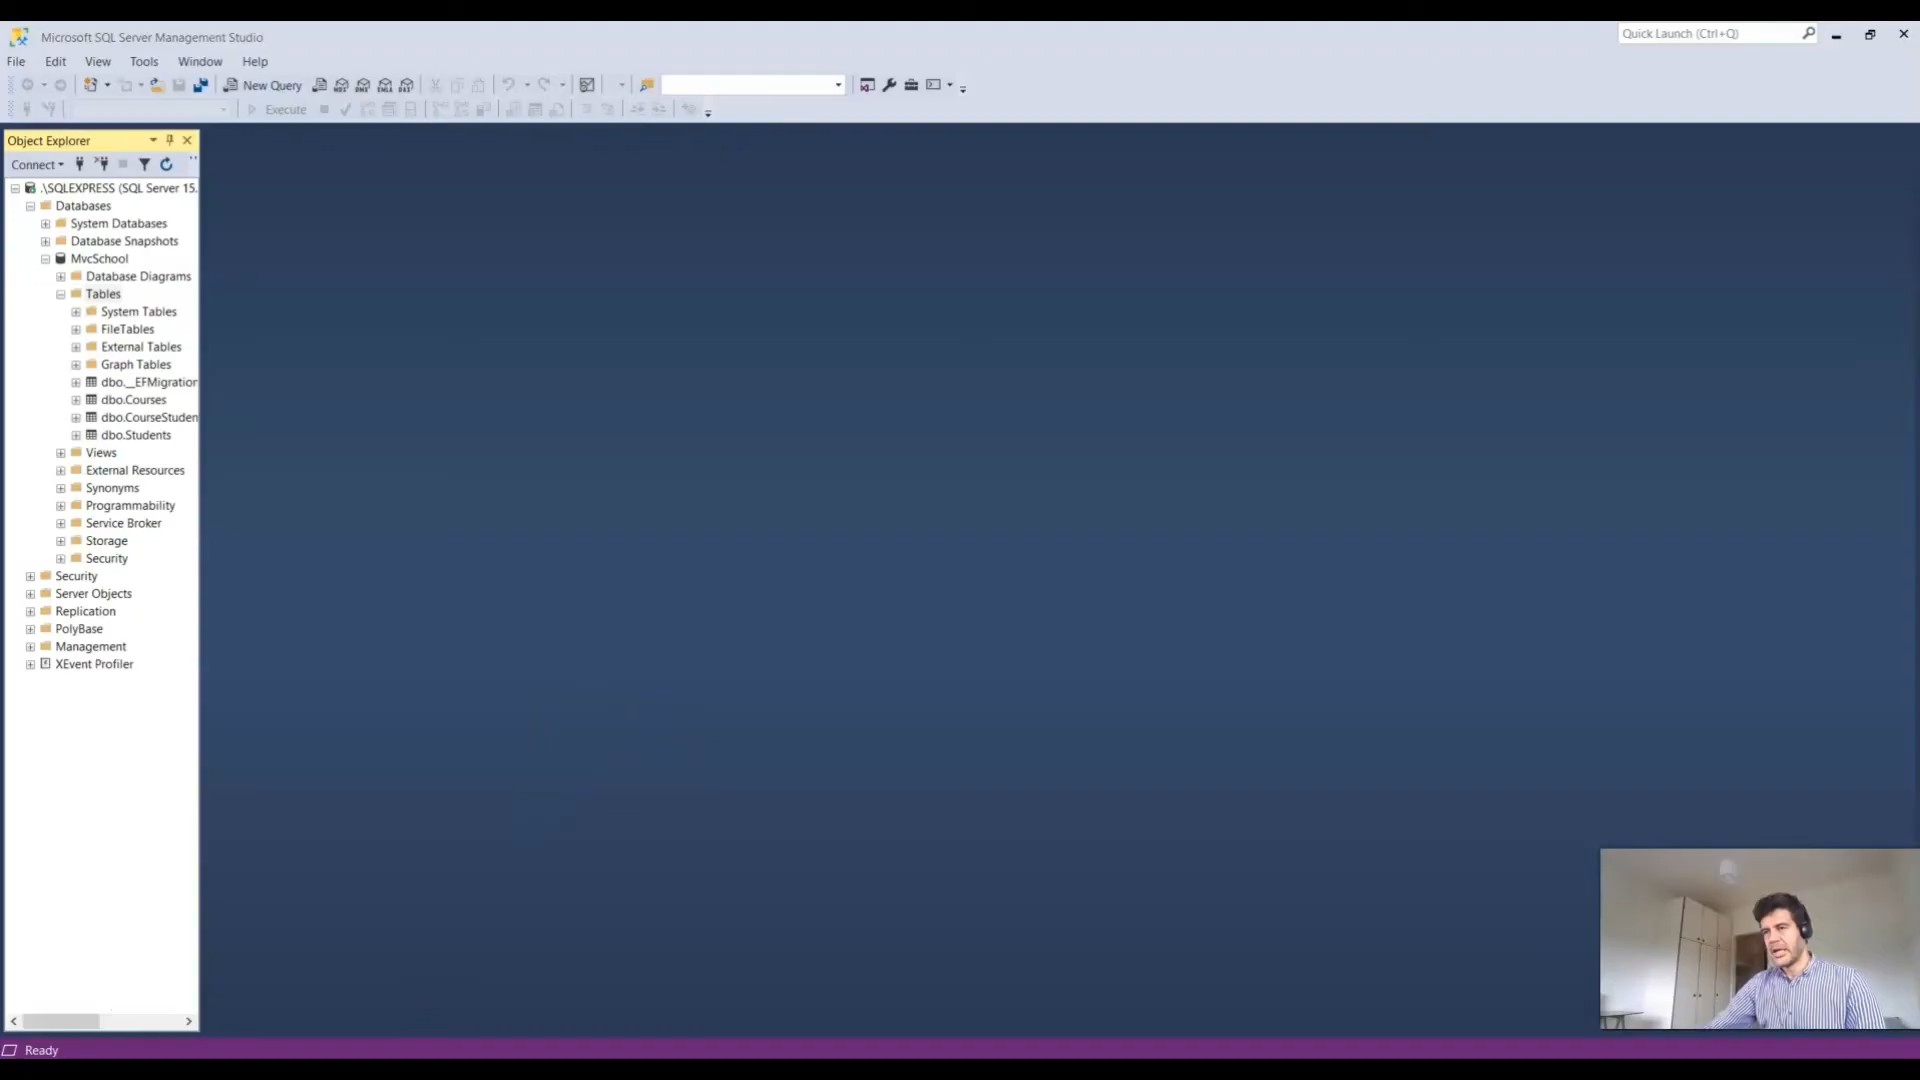 Microsoft SQL Server Management Studio
Quick Launch (Ctrl+Q)
File Edit View Tools Window Help
New Query
Execute
Object Explorer
Connect
.\SQLEXPRESS (SQL Server 15.
Databases
System Databases
Database Snapshots
MvcSchool
Database Diagrams
Tables
System Tables
FileTables
External Tables
Graph Tables
dbo.__EFMigration
dbo.Courses
dbo.CourseStuden
dbo.Students
Views
External Resources
Synonyms
Programmability
Service Broker
Storage
Security
Security
Server Objects
Replication
PolyBase
Management
XEvent Profiler
Ready